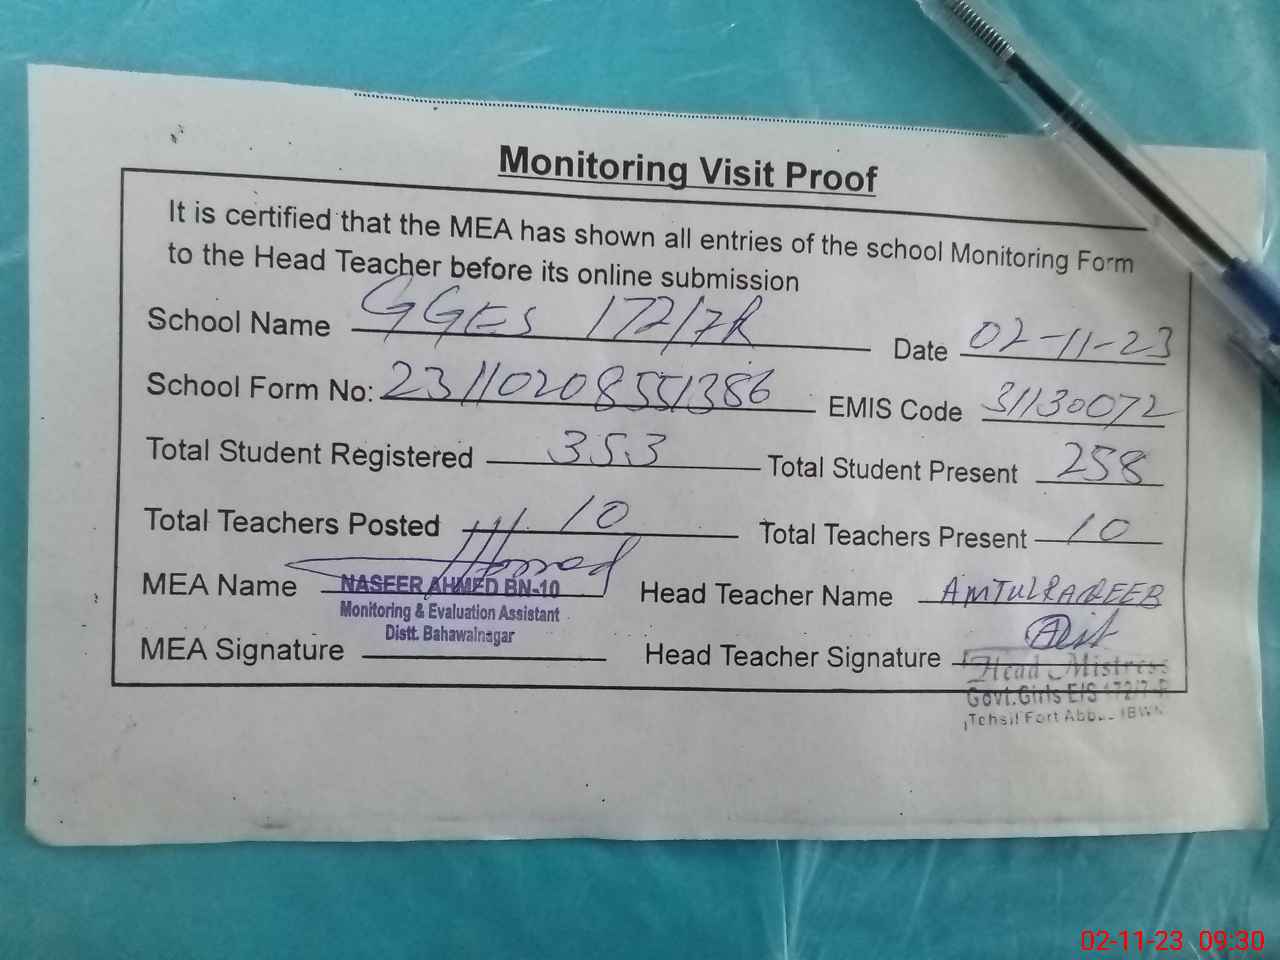 Monitoring Visit Proof
It is certified that the MEA has shown all entries of the school Monitoring Form
to the Head Teacher before its online submission
School Name GGES 172/7R Date 02-11-23
School Form No: 23110208551386 EMIS Code 31130072
Total Student Registered 353 Total Student Present 258
Total Teachers Posted 10 Total Teachers Present 10
MEA Name NASEER AHMED BN-10 Head Teacher Name AMTULRAQEEB
Monitoring & Evaluation Assistant
Distt. Bahawalnagar
MEA Signature Head Teacher Signature
Head Mistress
Govt. Girls E/S 172/7-R
Tehsil Fort
02-11-23 09:30